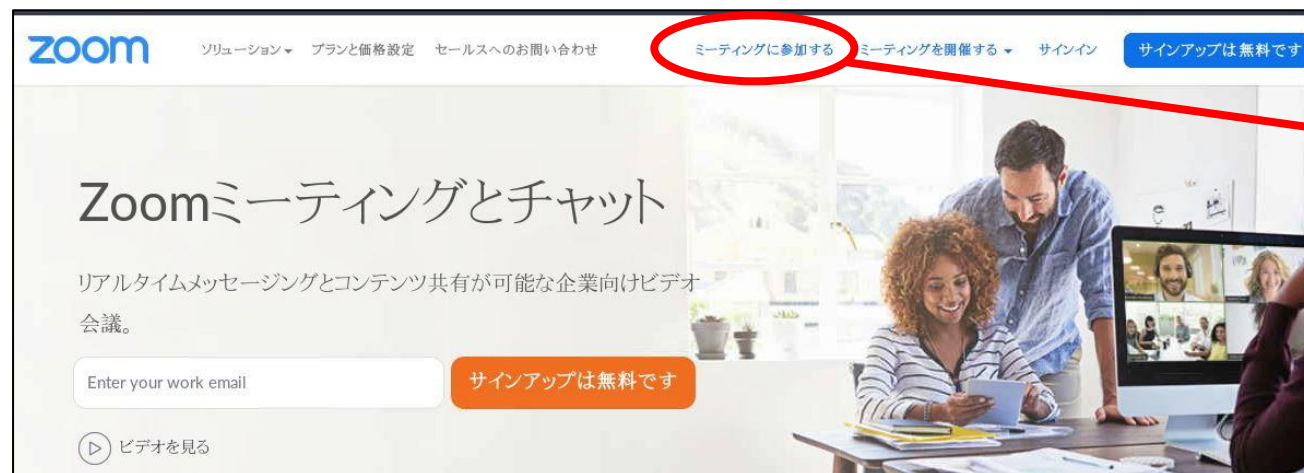 zoom
ソリューション プランと価格設定 セールスへのお問い合わせ ミーティングに参加する ミーティングを開催する サインイン サインアップは無料です
Zoomミーティングとチャット
リアルタイムメッセージングとコンテンツ共有が可能な企業向けビデオ
会議。
Enter your work email サインアップは無料です
ビデオを見る